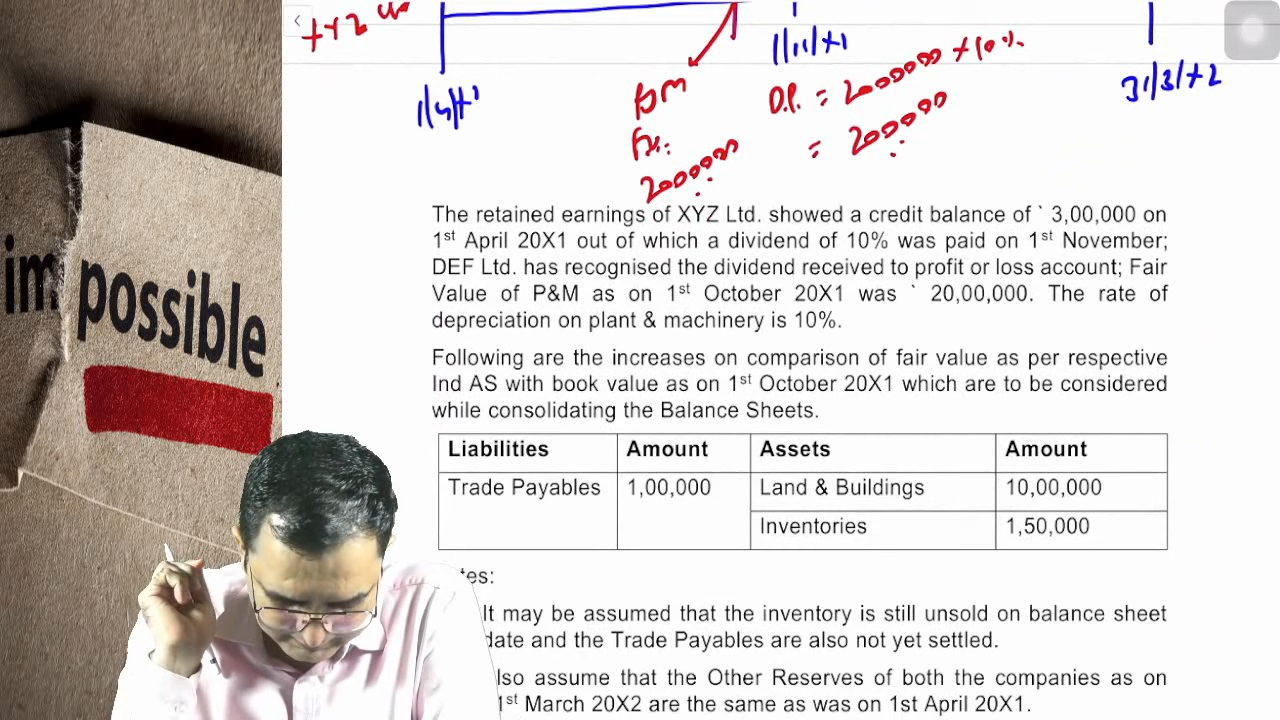 XYZ
1/4/x1
1/11/x1
31/3/x2
D.P. = 2000000 × 10%
= 200000
2000000
The retained earnings of XYZ Ltd. showed a credit balance of ` 3,00,000 on
1st April 20X1 out of which a dividend of 10% was paid on 1st November;
DEF Ltd. has recognised the dividend received to profit or loss account; Fair
Value of P&M as on 1st October 20X1 was ` 20,00,000. The rate of
depreciation on plant & machinery is 10%.
Following are the increases on comparison of fair value as per respective
Ind AS with book value as on 1st October 20X1 which are to be considered
while consolidating the Balance Sheets.
Liabilities Amount Assets Amount
Trade Payables 1,00,000 Land & Buildings 10,00,000
Inventories 1,50,000
tes:
It may be assumed that the inventory is still unsold on balance sheet
date and the Trade Payables are also not yet settled.
lso assume that the Other Reserves of both the companies as on
1st March 20X2 are the same as was on 1st April 20X1.
im
possible